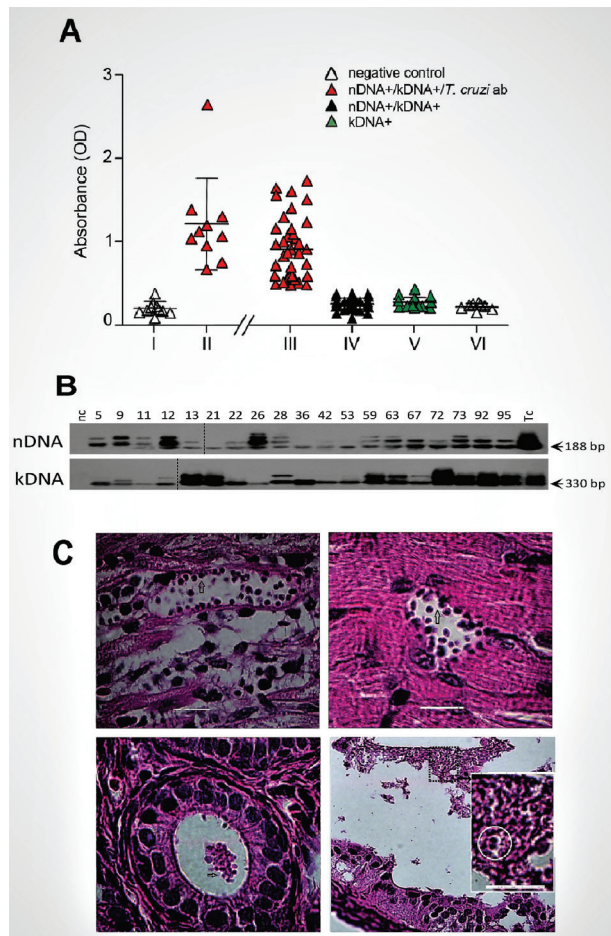 A
negative control
nDNA+/kDNA+/T. cruzi ab
nDNA+/kDNA+
kDNA+
Absorbance (OD)
3
2
1
0
I II // III IV V VI
B
nc 5 9 11 12 13 21 22 26 28 36 42 53 59 63 67 72 73 92 95 Tc
nDNA
188 bp
kDNA
330 bp
C